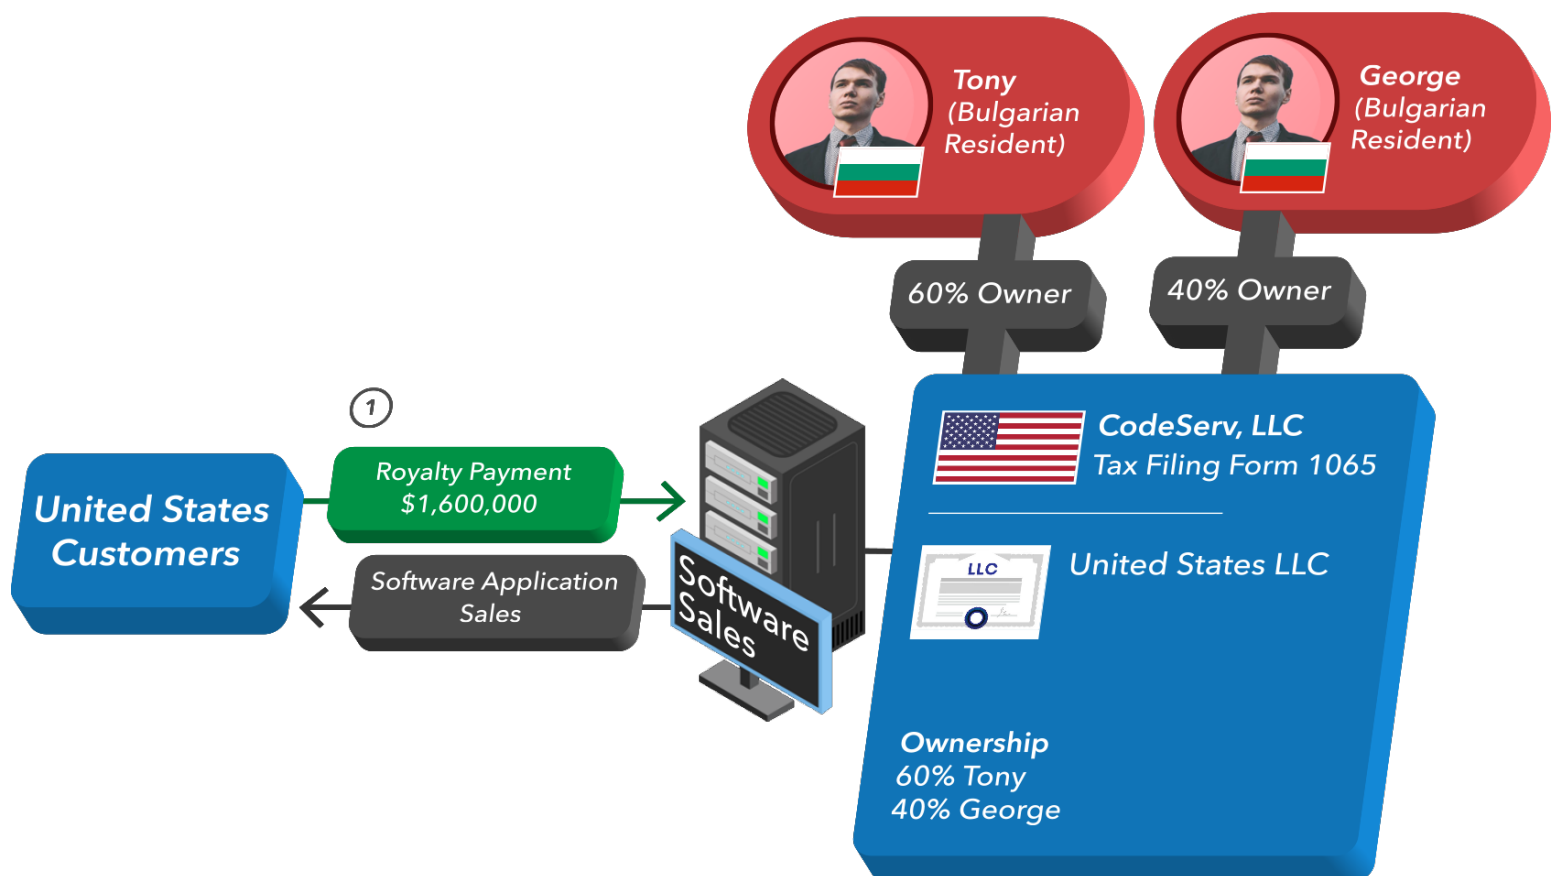 Tony
(Bulgarian
Resident)
George
(Bulgarian
Resident)
60% Owner
40% Owner
1
United States
Customers
Royalty Payment
$1,600,000
Software Application
Sales
Software
Sales
CodeServ, LLC
Tax Filing Form 1065
LLC
United States LLC
Ownership
60% Tony
40% George